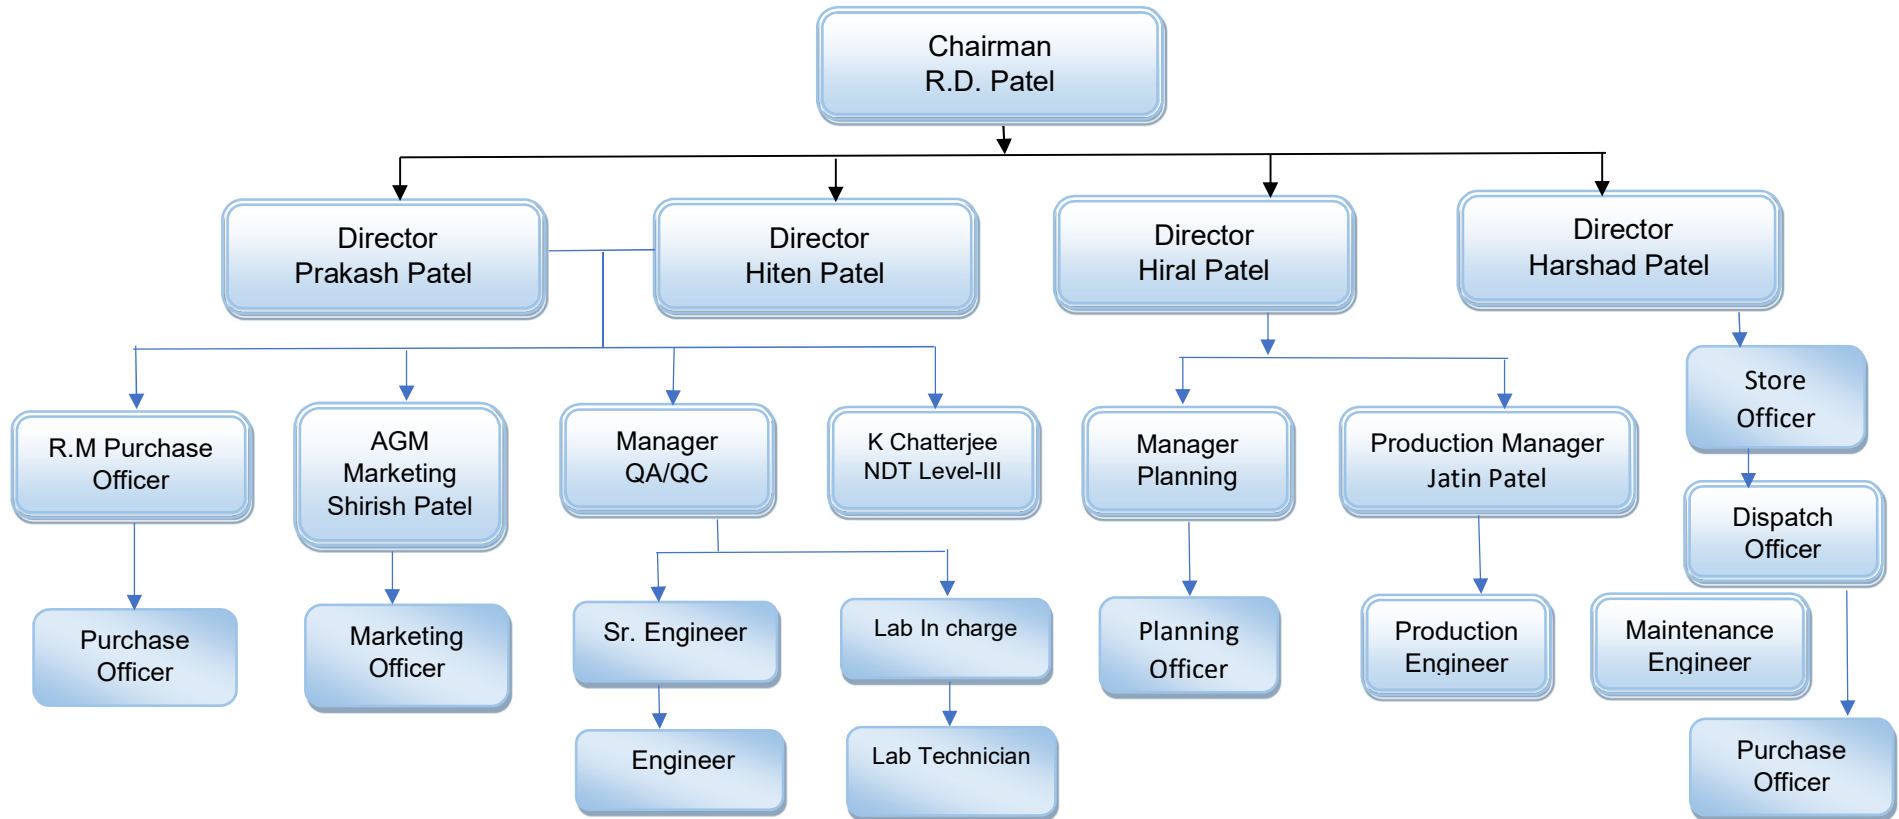 Chairman
R.D. Patel
Director
Prakash Patel
Director
Hiten Patel
Director
Hiral Patel
Director
Harshad Patel
Store
Officer
R.M Purchase
Officer
AGM
Marketing
Shirish Patel
Manager
QA/QC
K Chatterjee
NDT Level-III
Manager
Planning
Production Manager
Jatin Patel
Dispatch
Officer
Purchase
Officer
Marketing
Officer
Sr. Engineer
Lab In charge
Planning
Officer
Production
Engineer
Maintenance
Engineer
Engineer
Lab Technician
Purchase
Officer